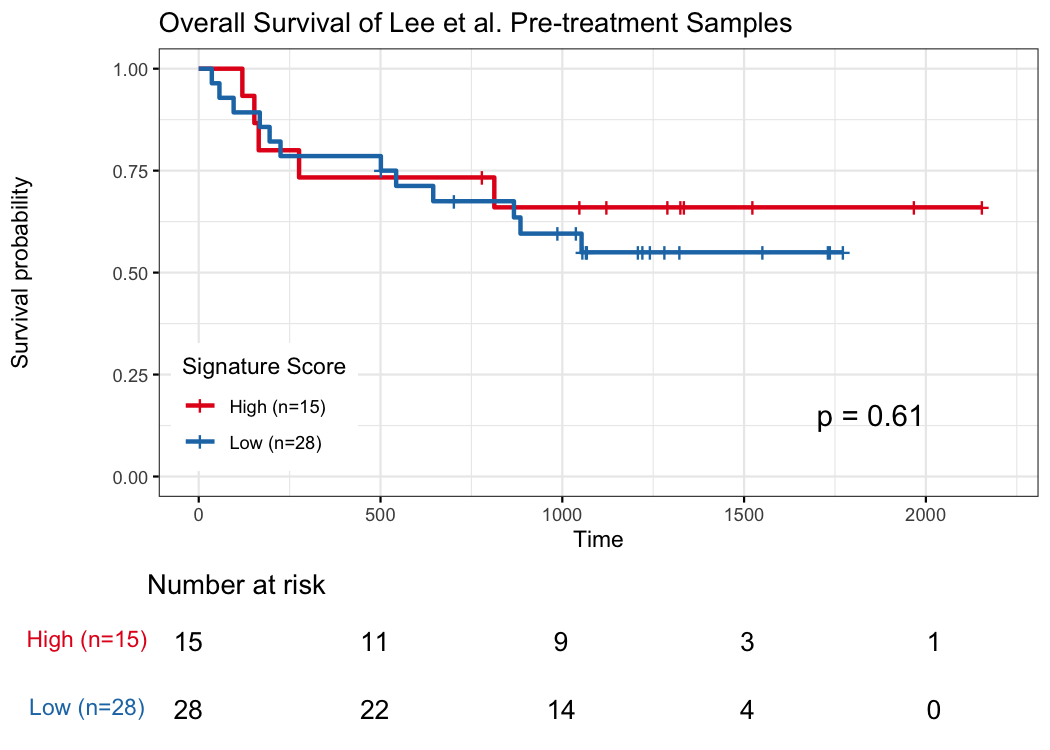 Overall Survival of Lee et al. Pre-treatment Samples
Survival probability
1.00
0.75
0.50
0.25
0.00
Signature Score
High (n=15)
Low (n=28)
p = 0.61
0 500 1000 1500 2000
Time
Number at risk
High (n=15) 15 11 9 3 1
Low (n=28) 28 22 14 4 0